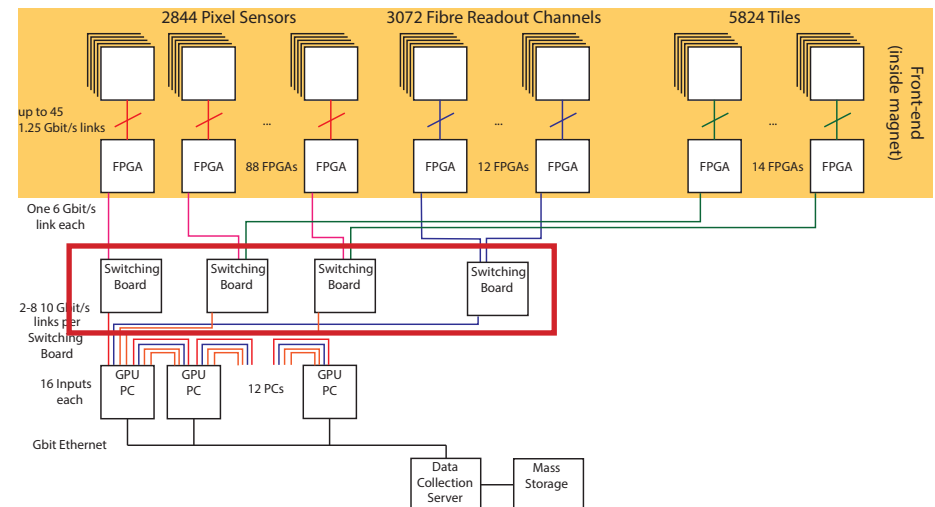 2844 Pixel Sensors
3072 Fibre Readout Channels
5824 Tiles
Front-end
(inside magnet)
up to 45
1.25 Gbit/s links
...
...
...
FPGA
FPGA
88 FPGAs
FPGA
FPGA
12 FPGAs
FPGA
FPGA
14 FPGAs
FPGA
One 6 Gbit/s
link each
Switching
Board
Switching
Board
Switching
Board
Switching
Board
2-8 10 Gbit/s
links per
Switching
Board
16 Inputs
each
GPU
PC
GPU
PC
12 PCs
GPU
PC
Gbit Ethernet
Data
Collection
Server
Mass
Storage